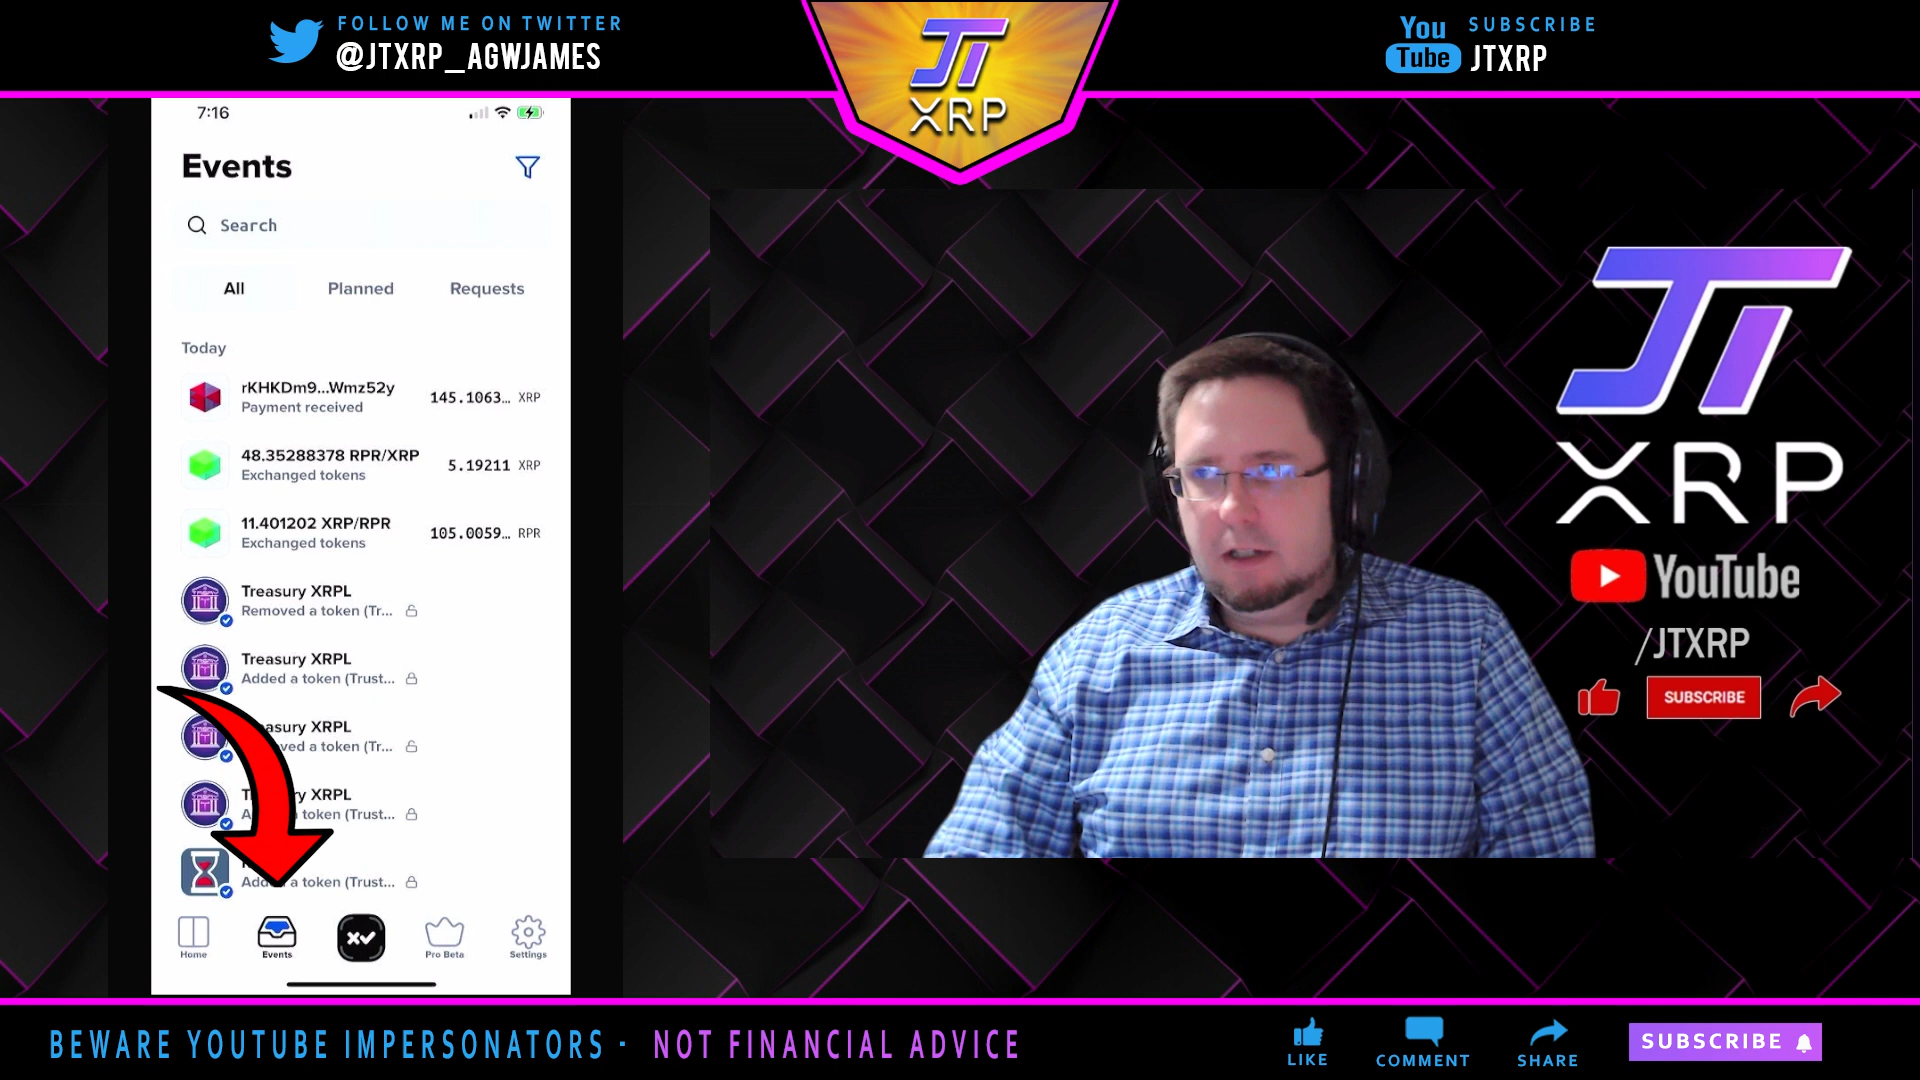 FOLLOW ME ON TWITTER
@JTXRP_AGWJAMES
JT
XRP
You
Tube
SUBSCRIBE
JTXRP
7:16
Events
Search
All Planned Requests
Today
rKHKDm9...Wmz52y
Payment received
145.1063... XRP
48.35288378 RPR/XRP
Exchanged tokens
5.19211 XRP
11.401202 XRP/RPR
Exchanged tokens
105.0059... RPR
Treasury XRPL
Removed a token (Tr...
Treasury XRPL
Added a token (Trust...
easury XRPL
ved a token (Tr...
T y XRPL
A token (Trust...
Add a token (Trust...
Home Events Pro Beta Settings
JT
XRP
YouTube
/JTXRP
SUBSCRIBE
BEWARE YOUTUBE IMPERSONATORS - NOT FINANCIAL ADVICE
LIKE COMMENT SHARE SUBSCRIBE